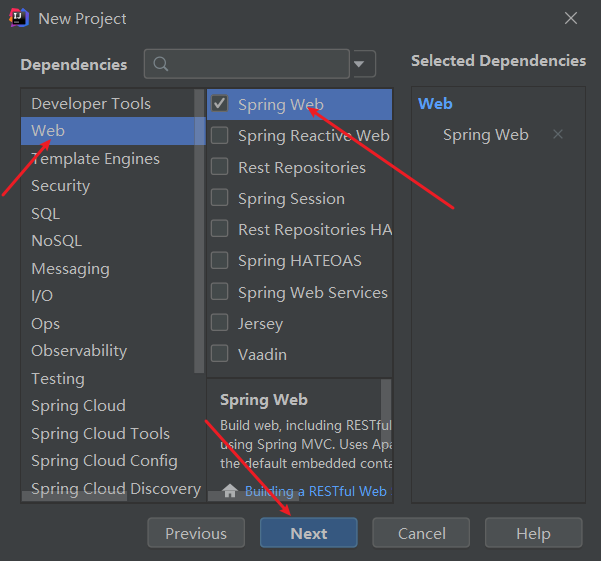 New Project
Dependencies
Selected Dependencies
Developer Tools
Web
Template Engines
Security
SQL
NoSQL
Messaging
I/O
Ops
Observability
Testing
Spring Cloud
Spring Cloud Tools
Spring Cloud Config
Spring Cloud Discovery
Spring Web
Spring Reactive Web
Rest Repositories
Spring Session
Rest Repositories HA
Spring HATEOAS
Spring Web Services
Jersey
Vaadin
Spring Web
Build web, including RESTful
using Spring MVC. Uses Apa
the default embedded conta
Building a RESTful Web
Web
Spring Web
Previous
Next
Cancel
Help